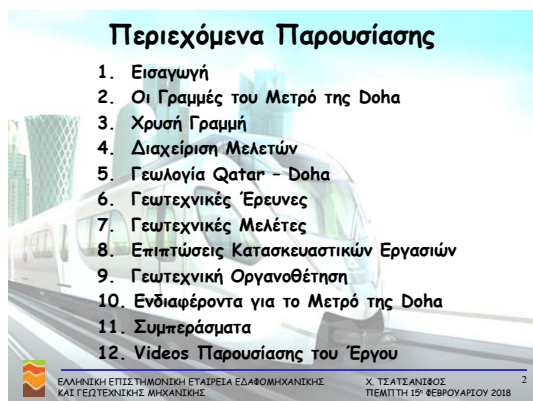 Περιεχόμενα Παρουσίασης
1. Εισαγωγή
2. Οι Γραμμές του Μετρό της Doha
3. Χρυσή Γραμμή
4. Διαχείριση Μελετών
5. Γεωλογία Qatar – Doha
6. Γεωτεχνικές Έρευνες
7. Γεωτεχνικές Μελέτες
8. Επιπτώσεις Κατασκευαστικών Εργασιών
9. Γεωτεχνική Οργανοθέτηση
10. Ενδιαφέροντα για το Μετρό της Doha
11. Συμπεράσματα
12. Videos Παρουσίασης του Έργου
ΕΛΛΗΝΙΚΗ ΕΠΙΣΤΗΜΟΝΙΚΗ ΕΤΑΙΡΕΙΑ ΕΔΑΦΟΜΗΧΑΝΙΚΗΣ
ΚΑΙ ΓΕΩΤΕΧΝΙΚΗΣ ΜΗΧΑΝΙΚΗΣ
Χ. ΤΣΑΤΣΑΝΙΦΟΣ
ΠΕΜΠΤΗ 15η ΦΕΒΡΟΥΑΡΙΟΥ 2018
2